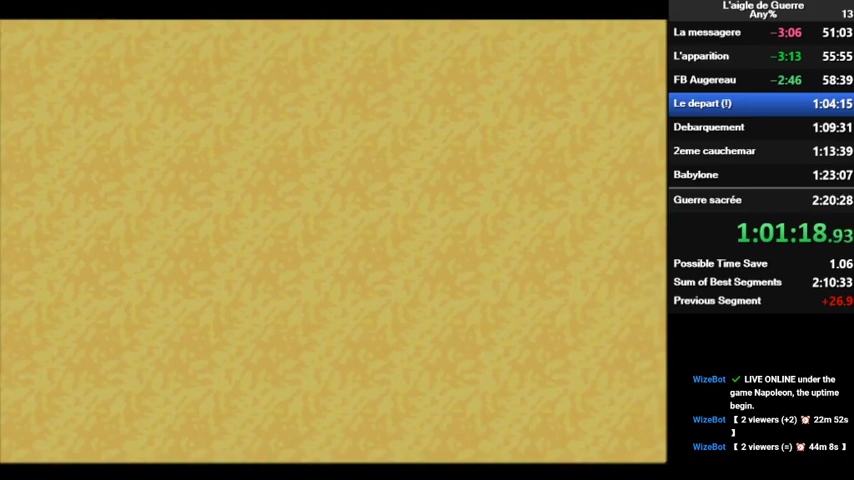 L'aigle de Guerre
Any% 13
La messagere −3:06 51:03
L'apparition −3:13 55:55
FB Augereau −2:46 58:39
Le depart (!) 1:04:15
Debarquement 1:09:31
2eme cauchemar 1:13:39
Babylone 1:23:07
Guerre sacrée 2:20:28
1:01:18.93
Possible Time Save 1.06
Sum of Best Segments 2:10:33
Previous Segment +26.9
WizeBot ✓ LIVE ONLINE under the
game Napoleon, the uptime
begin.
WizeBot 【 2 viewers (+2) ⏰ 22m 52s
】
WizeBot 【 2 viewers (=) ⏰ 44m 8s 】